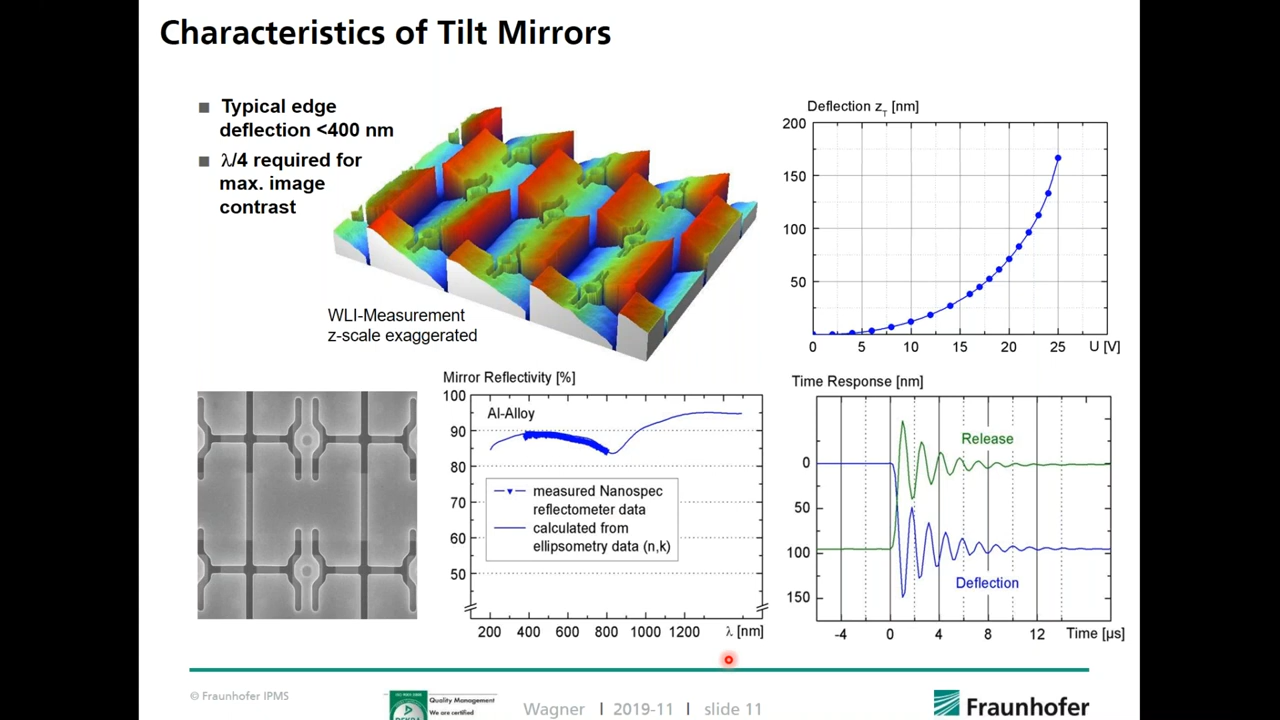 Characteristics of Tilt Mirrors
■ Typical edge
deflection <400 nm
■ λ/4 required for
max. image
contrast
WLI-Measurement
z-scale exaggerated
Deflection zT [nm]
200
150
100
50
0 5 10 15 20 25 U [V]
Mirror Reflectivity [%]
100
90
80
70
60
50
Al-Alloy
measured Nanospec
reflectometer data
calculated from
ellipsometry data (n,k)
200 400 600 800 1000 1200 λ [nm]
Time Response [nm]
0
50
100
150
Release
Deflection
-4 0 4 8 12 Time [µs]
© Fraunhofer IPMS
Quality Management
We are certified
Wagner | 2019-11 | slide 11
Fraunhofer